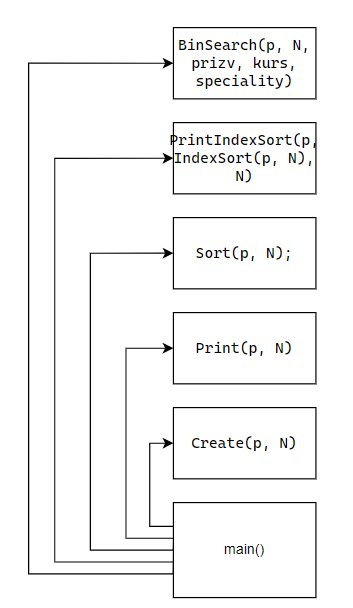 BinSearch(p, N,
prizv, kurs,
speciality)
PrintIndexSort(p,
IndexSort(p, N),
N)
Sort(p, N);
Print(p, N)
Create(p, N)
main()